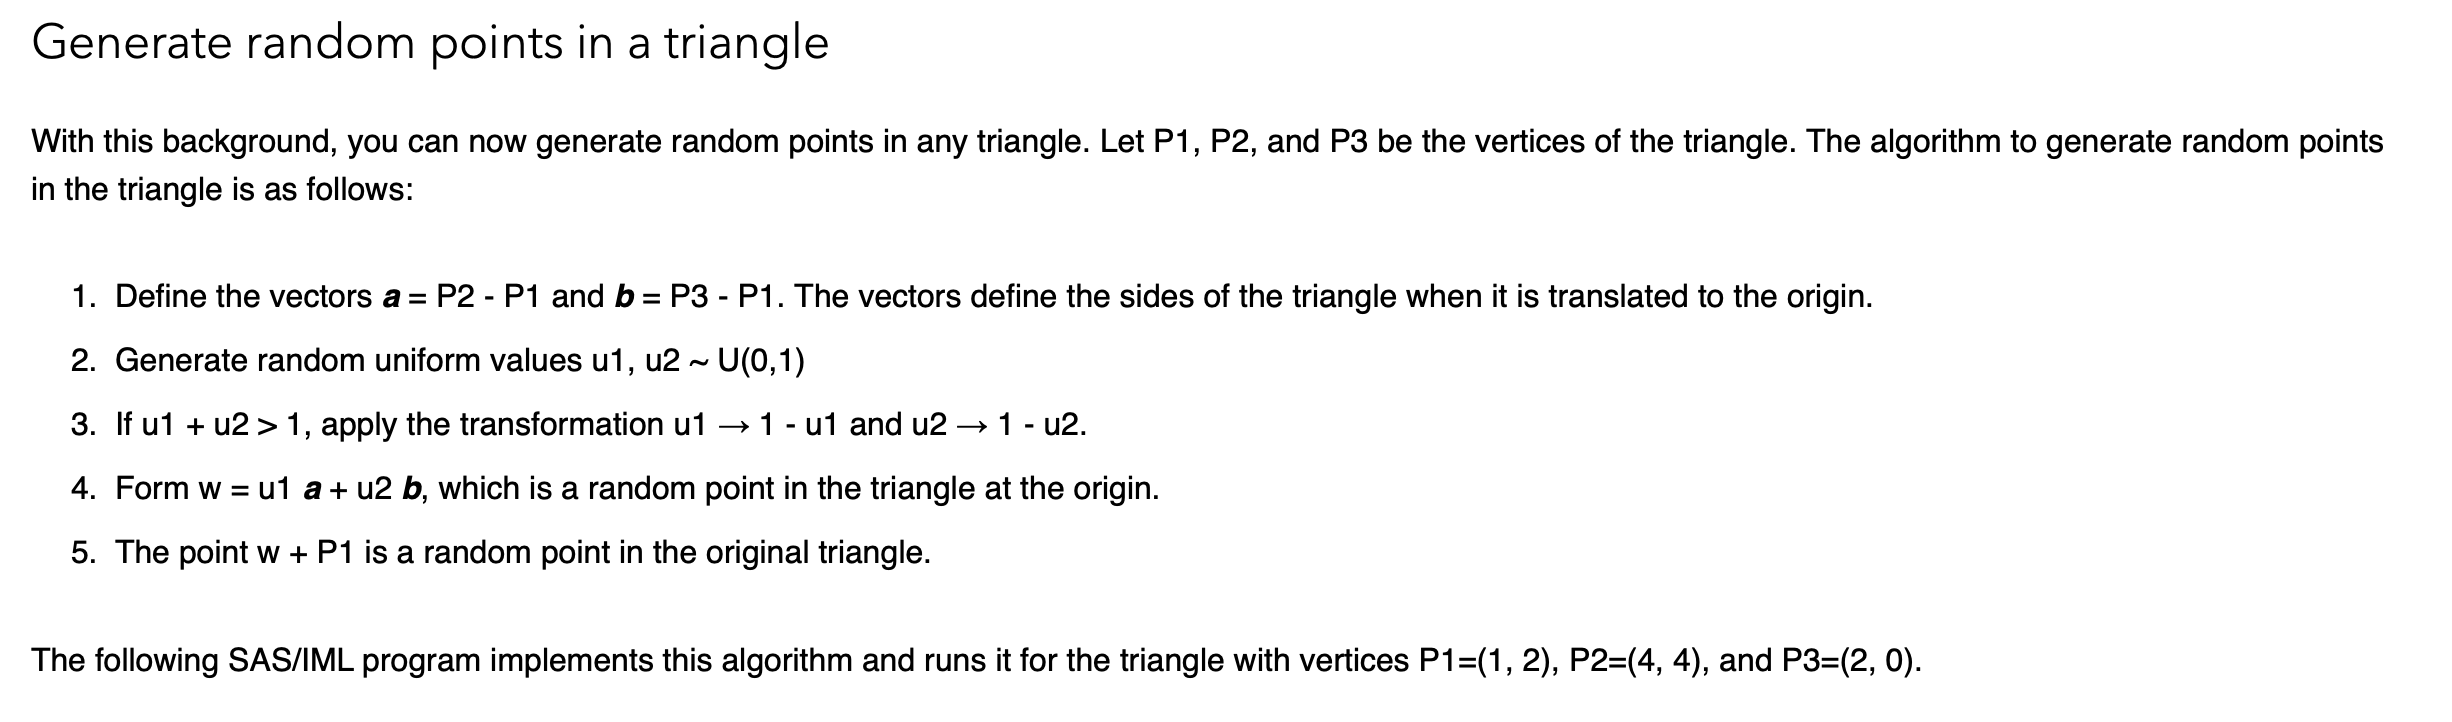 Generate random points in a triangle
With this background, you can now generate random points in any triangle. Let P1, P2, and P3 be the vertices of the triangle. The algorithm to generate random points
in the triangle is as follows:
1. Define the vectors a = P2 - P1 and b = P3 - P1. The vectors define the sides of the triangle when it is translated to the origin.
2. Generate random uniform values u1, u2 ~ U(0,1)
3. If u1 + u2 > 1, apply the transformation u1 → 1 - u1 and u2 → 1 - u2.
4. Form w = u1 a + u2 b, which is a random point in the triangle at the origin.
5. The point w + P1 is a random point in the original triangle.
The following SAS/IML program implements this algorithm and runs it for the triangle with vertices P1=(1, 2), P2=(4, 4), and P3=(2, 0).